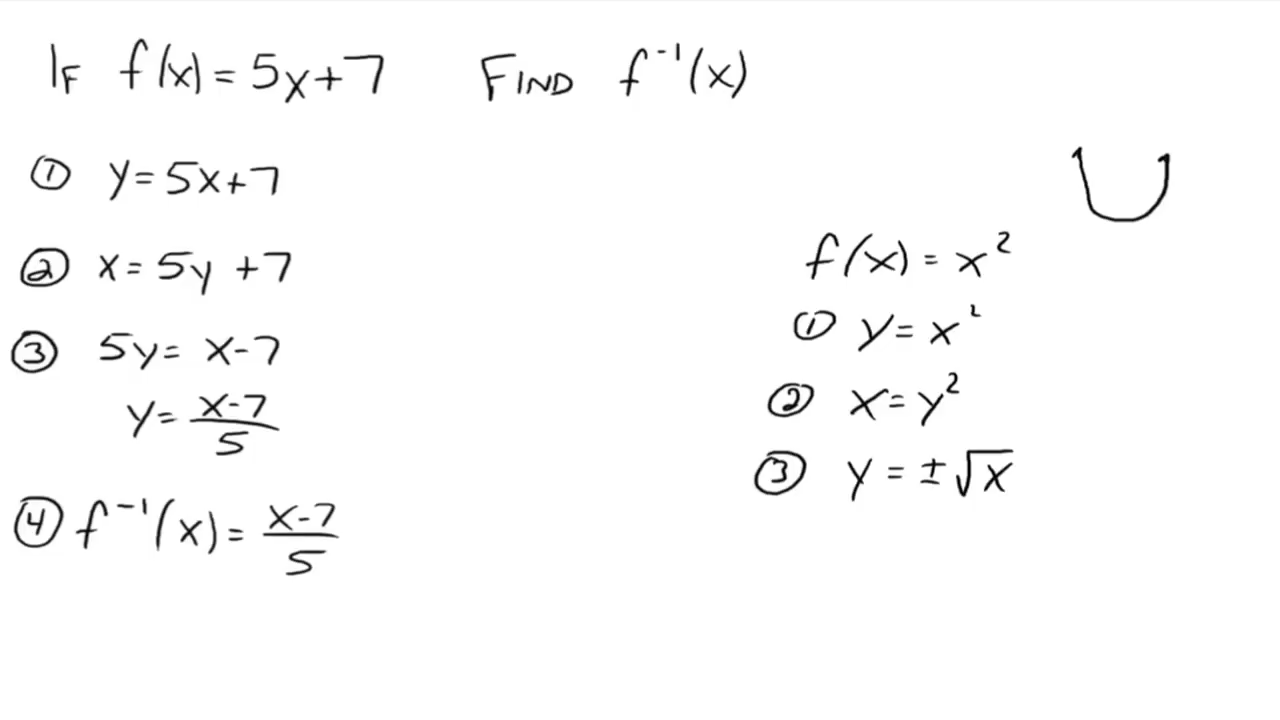 IF f(x) = 5x+7 FIND f⁻¹(x)
① y = 5x+7
② x = 5y +7
③ 5y = x-7
y = (x-7)/5
④ f⁻¹(x) = (x-7)/5
f(x) = x²
① y = x²
② x = y²
③ y = ±√x